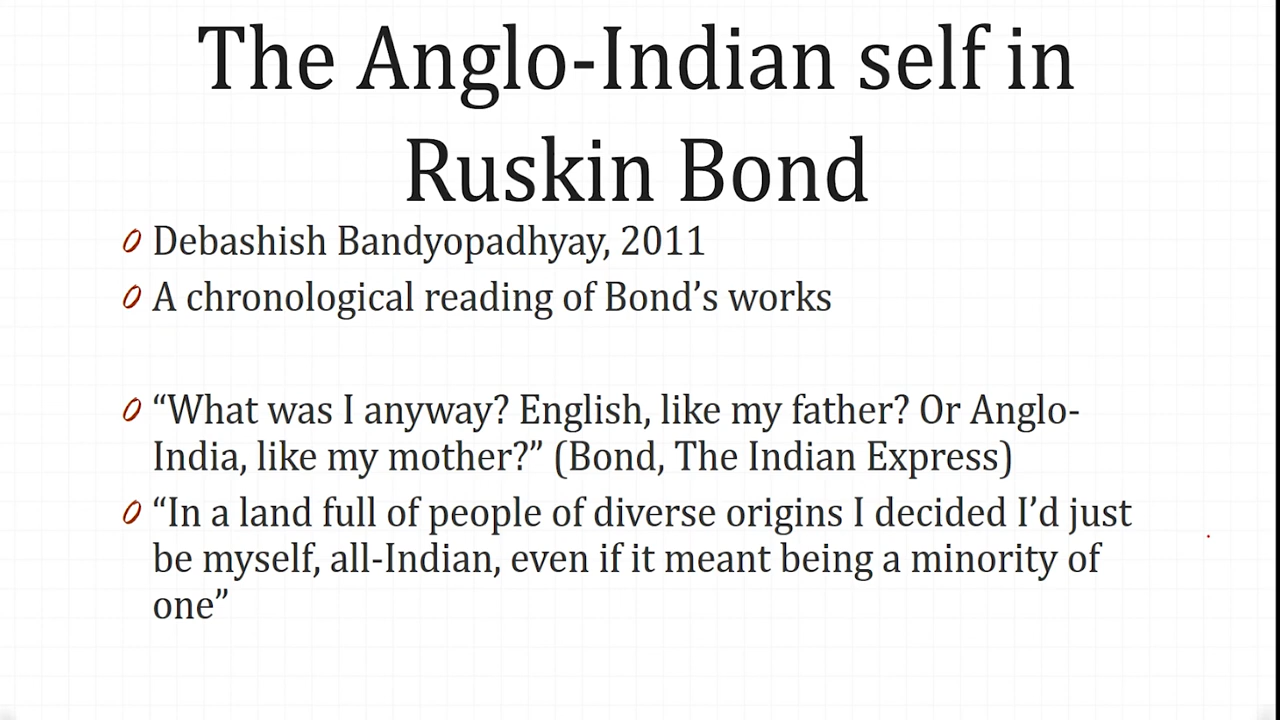 The Anglo-Indian self in
Ruskin Bond
Debashish Bandyopadhyay, 2011
A chronological reading of Bond’s works
“What was I anyway? English, like my father? Or Anglo-
India, like my mother?” (Bond, The Indian Express)
“In a land full of people of diverse origins I decided I’d just
be myself, all-Indian, even if it meant being a minority of
one”